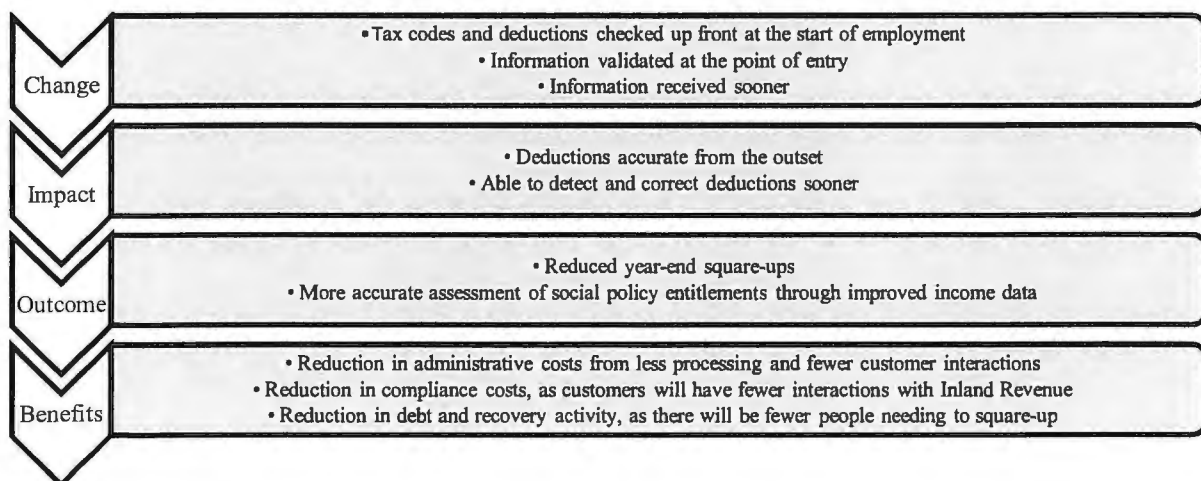 Change
• Tax codes and deductions checked up front at the start of employment
• Information validated at the point of entry
• Information received sooner
Impact
• Deductions accurate from the outset
• Able to detect and correct deductions sooner
Outcome
• Reduced year-end square-ups
• More accurate assessment of social policy entitlements through improved income data
Benefits
• Reduction in administrative costs from less processing and fewer customer interactions
• Reduction in compliance costs, as customers will have fewer interactions with Inland Revenue
• Reduction in debt and recovery activity, as there will be fewer people needing to square-up